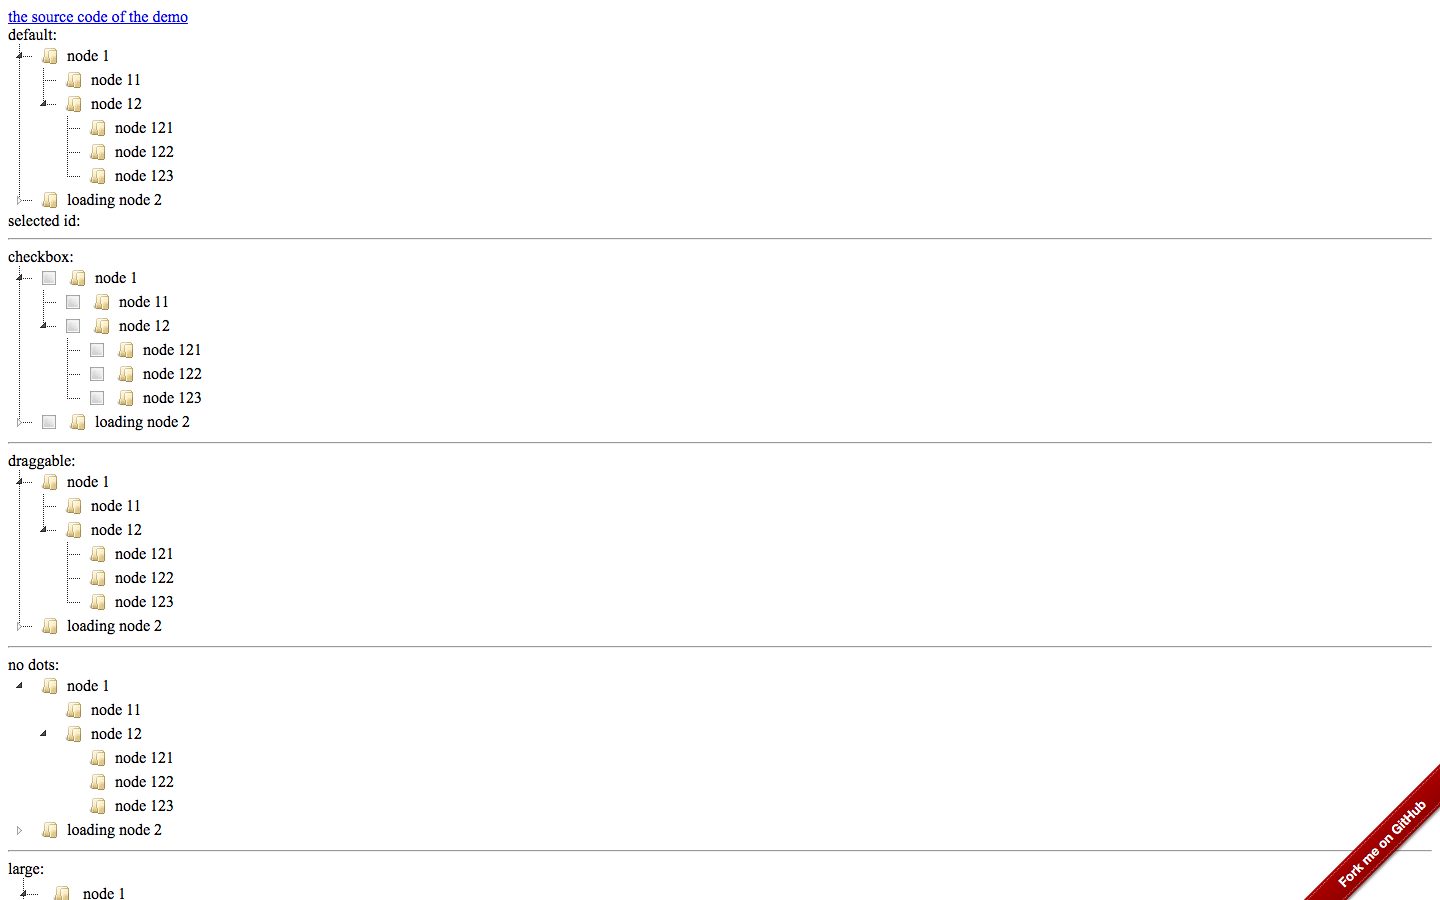 the source code of the demo
default:
node 1
node 11
node 12
node 121
node 122
node 123
loading node 2
selected id:
checkbox:
node 1
node 11
node 12
node 121
node 122
node 123
loading node 2
draggable:
node 1
node 11
node 12
node 121
node 122
node 123
loading node 2
no dots:
node 1
node 11
node 12
node 121
node 122
node 123
loading node 2
Fork me on GitHub
large:
node 1